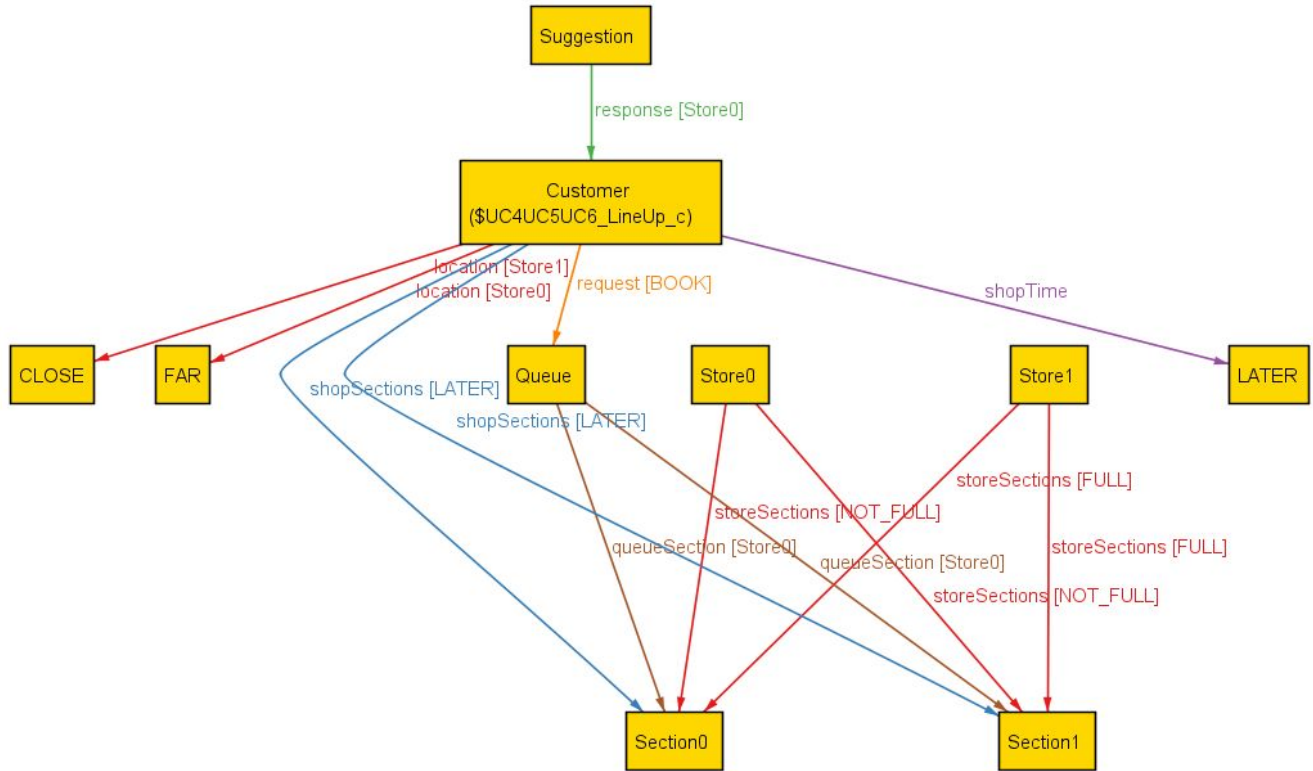 Suggestion
response [Store0]
Customer
($UC4UC5UC6_LineUp_c)
location [Store1]
location [Store0]
request [BOOK]
shopTime
CLOSE
FAR
Queue
Store0
Store1
LATER
shopSections [LATER]
shopSections [LATER]
storeSections [FULL]
storeSections [NOT_FULL]
queueSection [Store0]
queueSection [Store0]
storeSections [FULL]
storeSections [NOT_FULL]
Section0
Section1